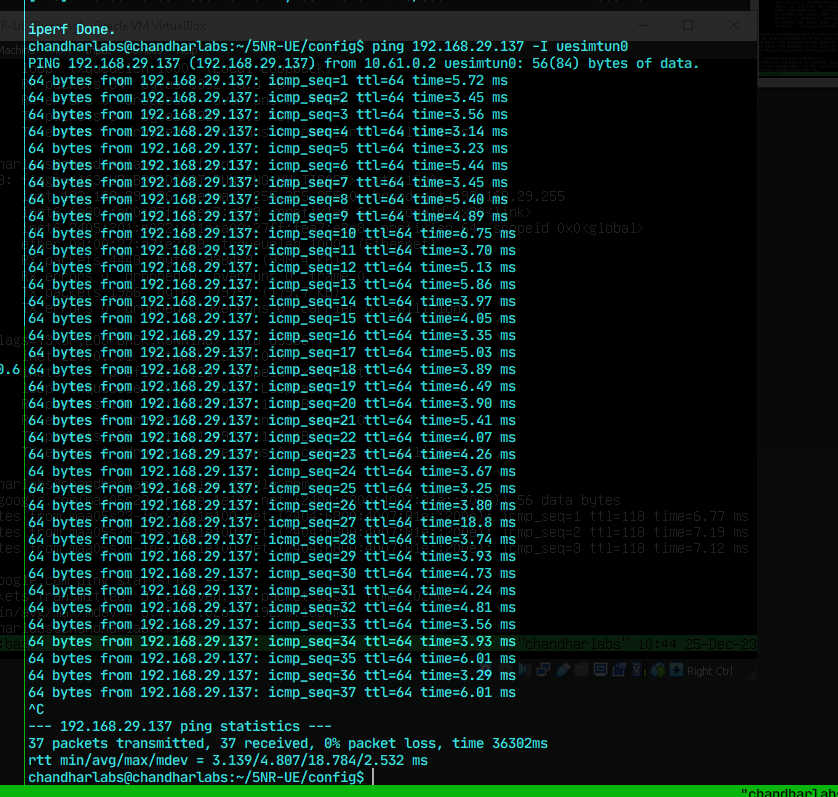 iperf Done.
chandharlabs@chandharlabs:~/5NR-UE/config$ ping 192.168.29.137 -I uesimtun0
PING 192.168.29.137 (192.168.29.137) from 10.61.0.2 uesimtun0: 56(84) bytes of data.
64 bytes from 192.168.29.137: icmp_seq=1 ttl=64 time=5.72 ms
64 bytes from 192.168.29.137: icmp_seq=2 ttl=64 time=3.45 ms
64 bytes from 192.168.29.137: icmp_seq=3 ttl=64 time=3.56 ms
64 bytes from 192.168.29.137: icmp_seq=4 ttl=64 time=3.14 ms
64 bytes from 192.168.29.137: icmp_seq=5 ttl=64 time=3.23 ms
64 bytes from 192.168.29.137: icmp_seq=6 ttl=64 time=5.44 ms
64 bytes from 192.168.29.137: icmp_seq=7 ttl=64 time=3.45 ms
64 bytes from 192.168.29.137: icmp_seq=8 ttl=64 time=5.40 ms
64 bytes from 192.168.29.137: icmp_seq=9 ttl=64 time=4.89 ms
64 bytes from 192.168.29.137: icmp_seq=10 ttl=64 time=6.75 ms
64 bytes from 192.168.29.137: icmp_seq=11 ttl=64 time=3.70 ms
64 bytes from 192.168.29.137: icmp_seq=12 ttl=64 time=5.13 ms
64 bytes from 192.168.29.137: icmp_seq=13 ttl=64 time=5.86 ms
64 bytes from 192.168.29.137: icmp_seq=14 ttl=64 time=3.97 ms
64 bytes from 192.168.29.137: icmp_seq=15 ttl=64 time=4.05 ms
64 bytes from 192.168.29.137: icmp_seq=16 ttl=64 time=3.35 ms
64 bytes from 192.168.29.137: icmp_seq=17 ttl=64 time=5.03 ms
0.6
64 bytes from 192.168.29.137: icmp_seq=18 ttl=64 time=3.89 ms
64 bytes from 192.168.29.137: icmp_seq=19 ttl=64 time=6.49 ms
64 bytes from 192.168.29.137: icmp_seq=20 ttl=64 time=3.90 ms
64 bytes from 192.168.29.137: icmp_seq=21 ttl=64 time=5.41 ms
64 bytes from 192.168.29.137: icmp_seq=22 ttl=64 time=4.07 ms
64 bytes from 192.168.29.137: icmp_seq=23 ttl=64 time=4.26 ms
64 bytes from 192.168.29.137: icmp_seq=24 ttl=64 time=3.67 ms
64 bytes from 192.168.29.137: icmp_seq=25 ttl=64 time=3.25 ms
64 bytes from 192.168.29.137: icmp_seq=26 ttl=64 time=3.80 ms
64 bytes from 192.168.29.137: icmp_seq=27 ttl=64 time=18.8 ms
64 bytes from 192.168.29.137: icmp_seq=28 ttl=64 time=3.74 ms
64 bytes from 192.168.29.137: icmp_seq=29 ttl=64 time=3.93 ms
64 bytes from 192.168.29.137: icmp_seq=30 ttl=64 time=4.73 ms
64 bytes from 192.168.29.137: icmp_seq=31 ttl=64 time=4.24 ms
64 bytes from 192.168.29.137: icmp_seq=32 ttl=64 time=4.81 ms
64 bytes from 192.168.29.137: icmp_seq=33 ttl=64 time=3.56 ms
64 bytes from 192.168.29.137: icmp_seq=34 ttl=64 time=3.93 ms
"chandharlabs" 10:44 25-Dec-23
64 bytes from 192.168.29.137: icmp_seq=35 ttl=64 time=6.01 ms
Right Ctrl
64 bytes from 192.168.29.137: icmp_seq=36 ttl=64 time=3.29 ms
64 bytes from 192.168.29.137: icmp_seq=37 ttl=64 time=6.01 ms
^C
--- 192.168.29.137 ping statistics ---
37 packets transmitted, 37 received, 0% packet loss, time 36302ms
rtt min/avg/max/mdev = 3.139/4.807/18.784/2.532 ms
chandharlabs@chandharlabs:~/5NR-UE/config$
"chandharlabs